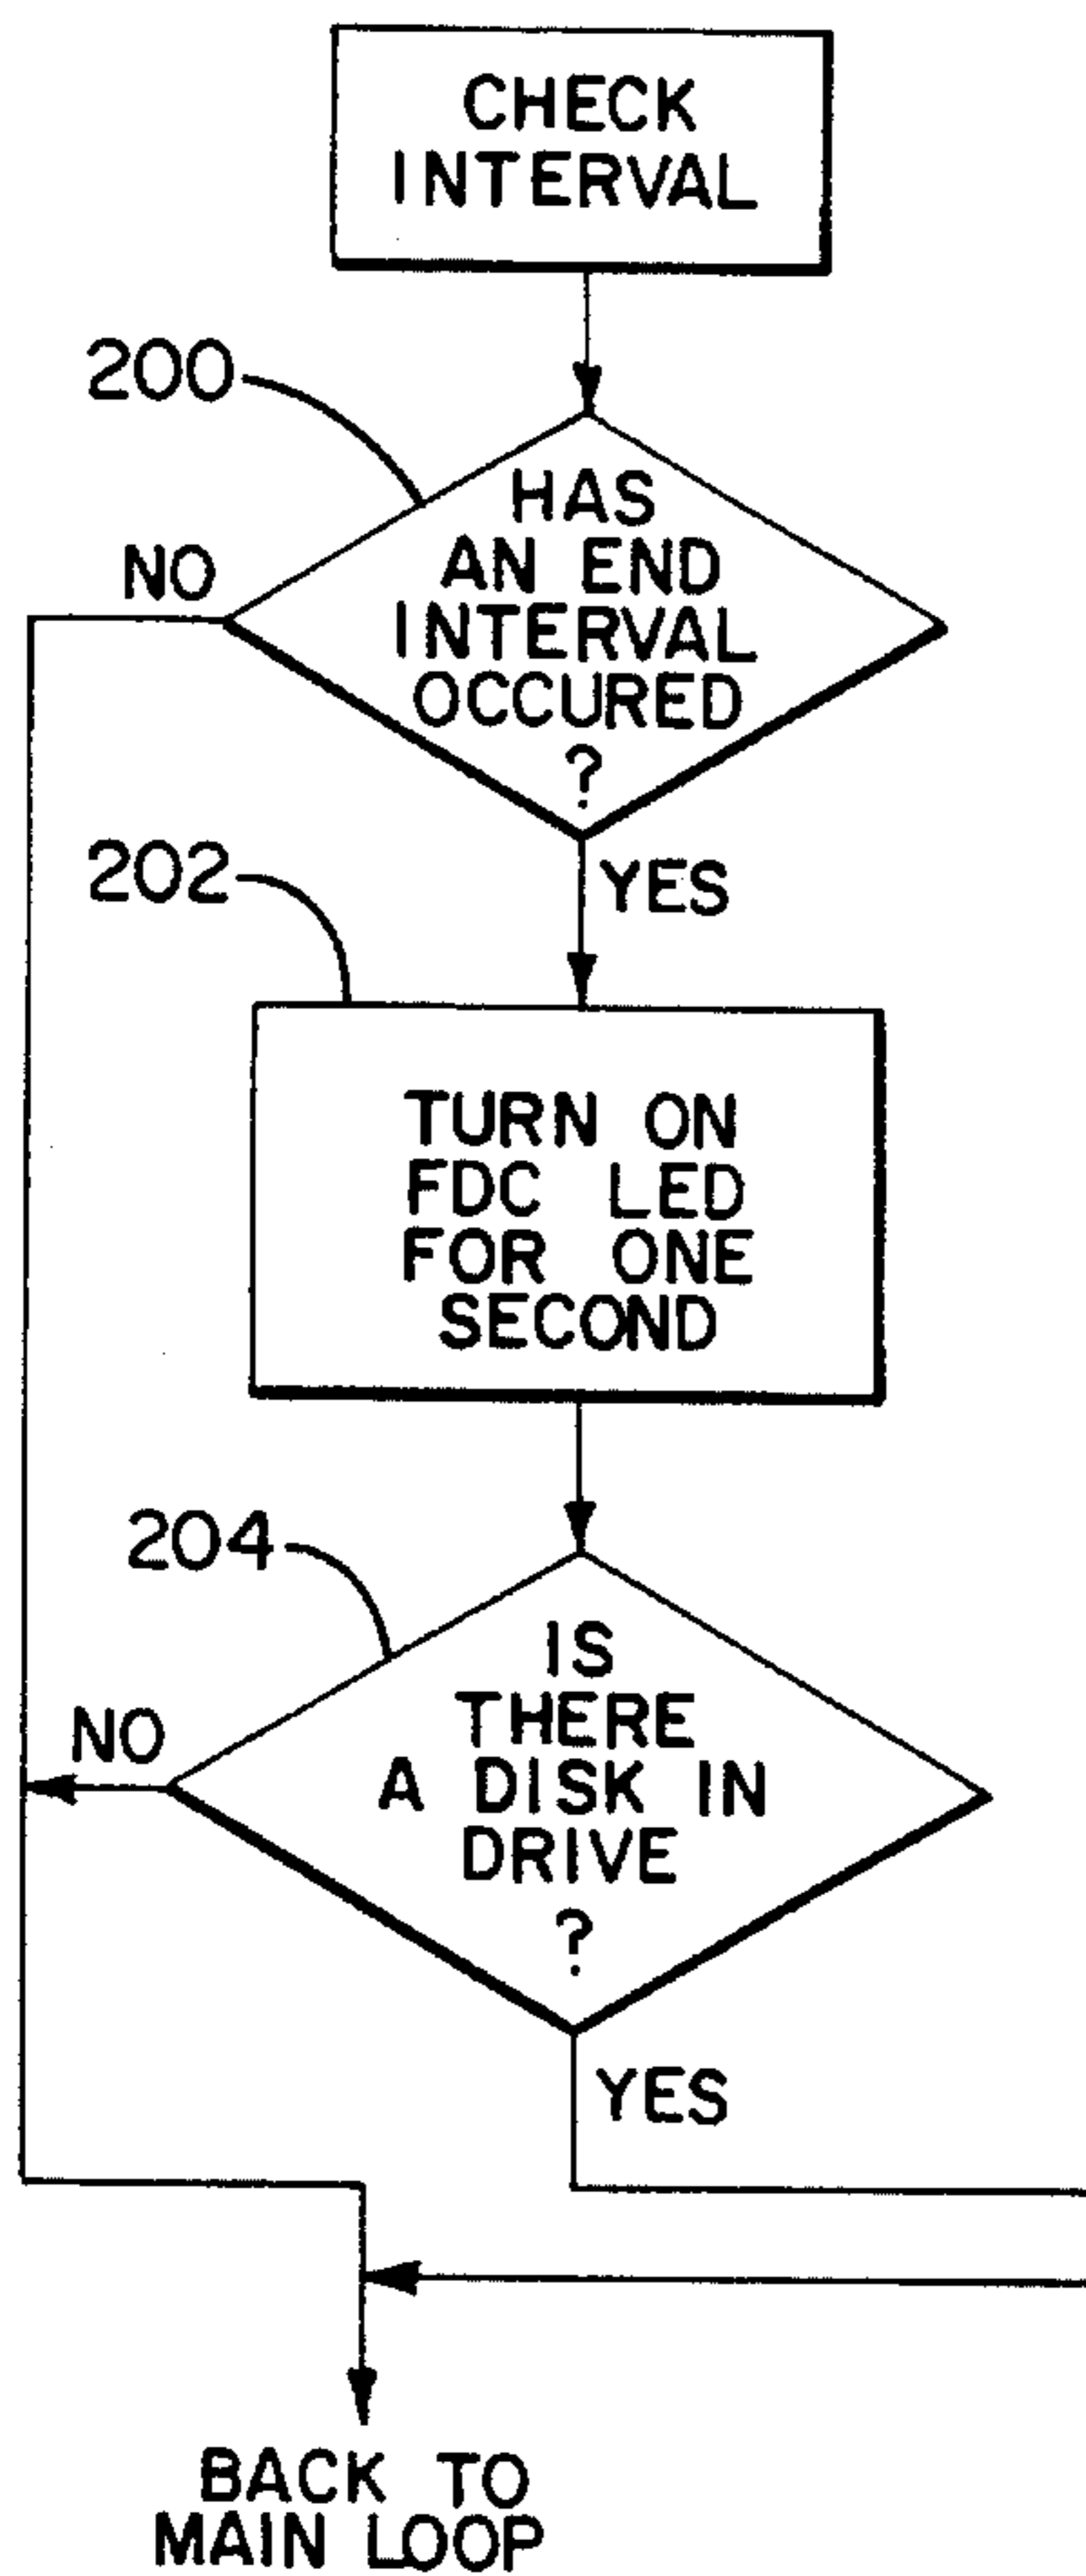 CHECK
INTERVAL
200
HAS
AN END
INTERVAL
OCCURED
?
NO
YES
202
TURN ON
FDC LED
FOR ONE
SECOND
204
IS
THERE
A DISK IN
DRIVE
?
NO
YES
BACK TO
MAIN LOOP